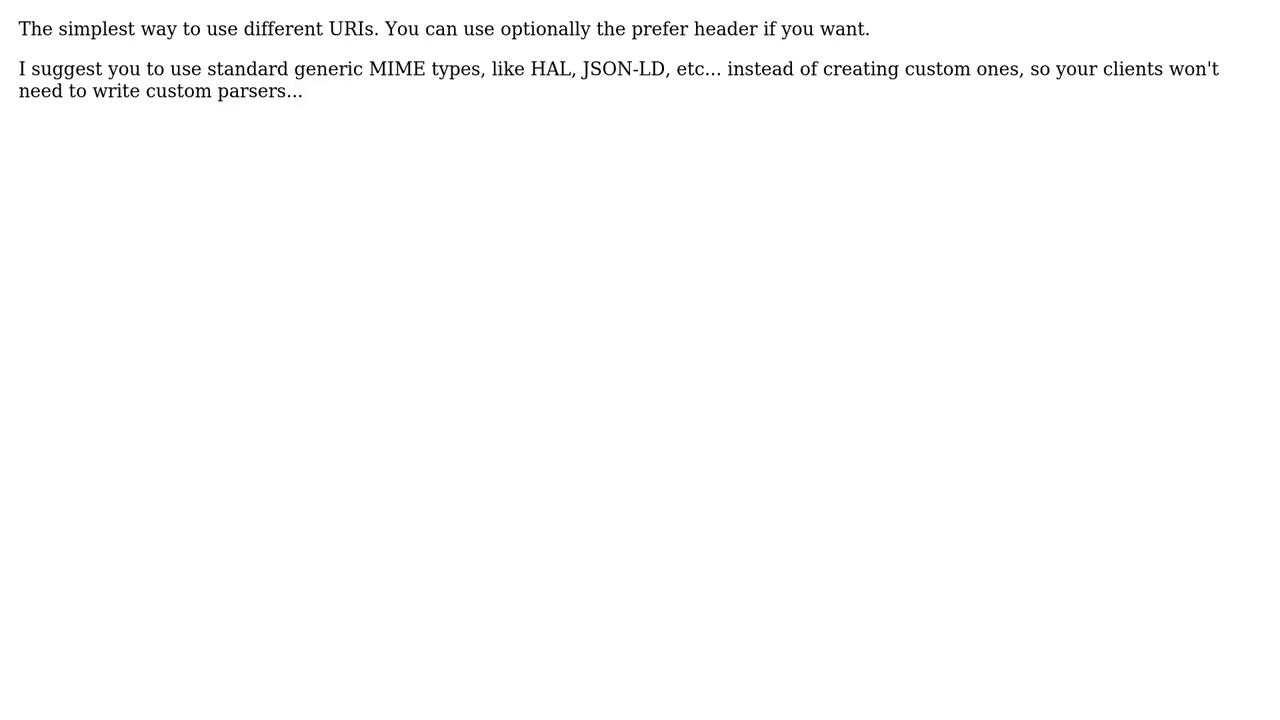 The simplest way to use different URIs. You can use optionally the prefer header if you want.
I suggest you to use standard generic MIME types, like HAL, JSON-LD, etc... instead of creating custom ones, so your clients won't
need to write custom parsers...